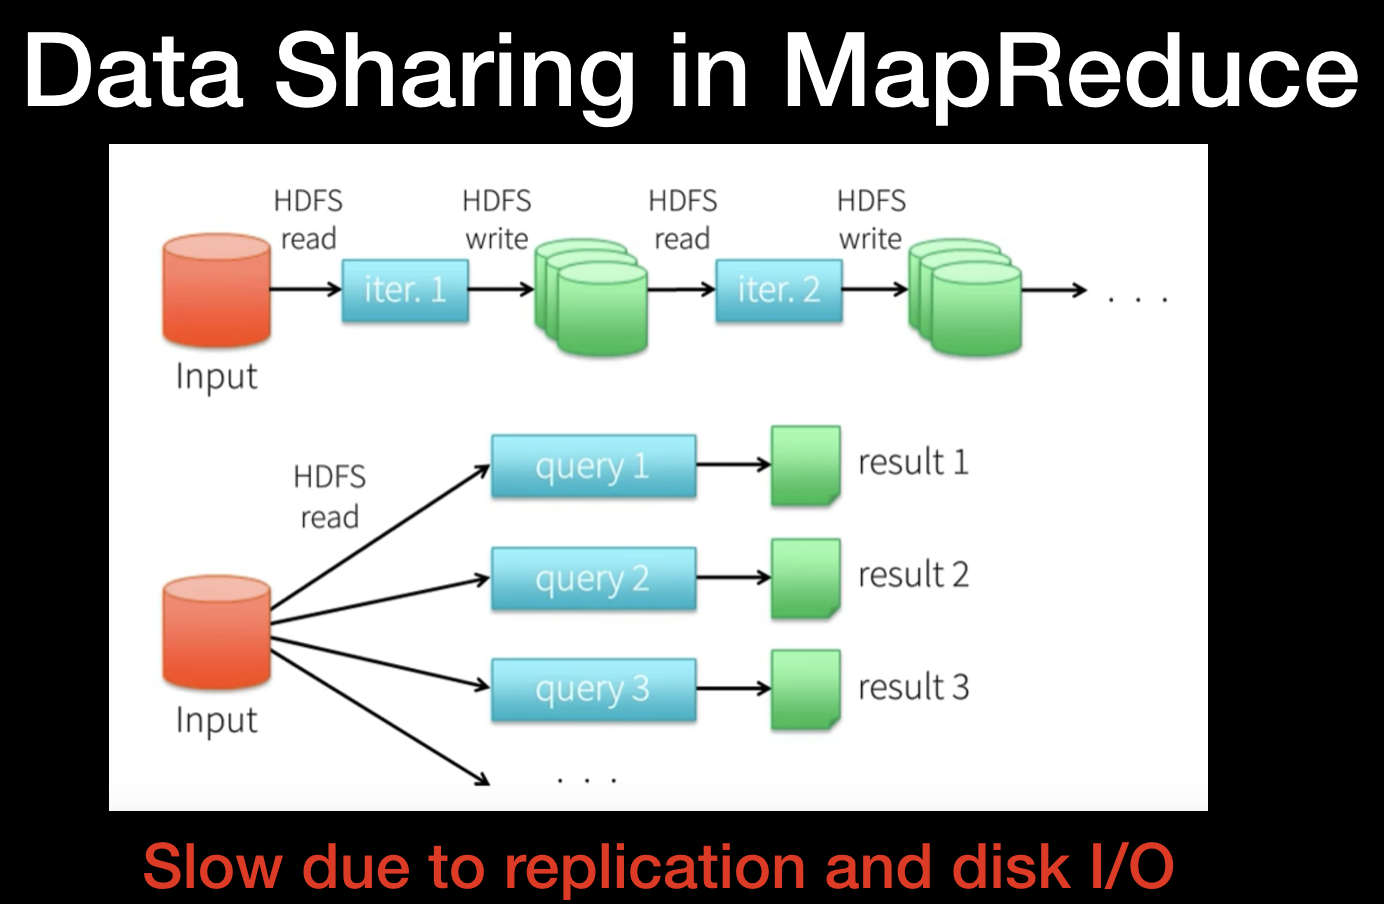 Data Sharing in MapReduce
HDFS
read
HDFS
write
HDFS
read
HDFS
write
iter. 1
iter. 2
. . .
Input
HDFS
read
query 1
result 1
query 2
result 2
query 3
result 3
Input
. . .
Slow due to replication and disk I/O